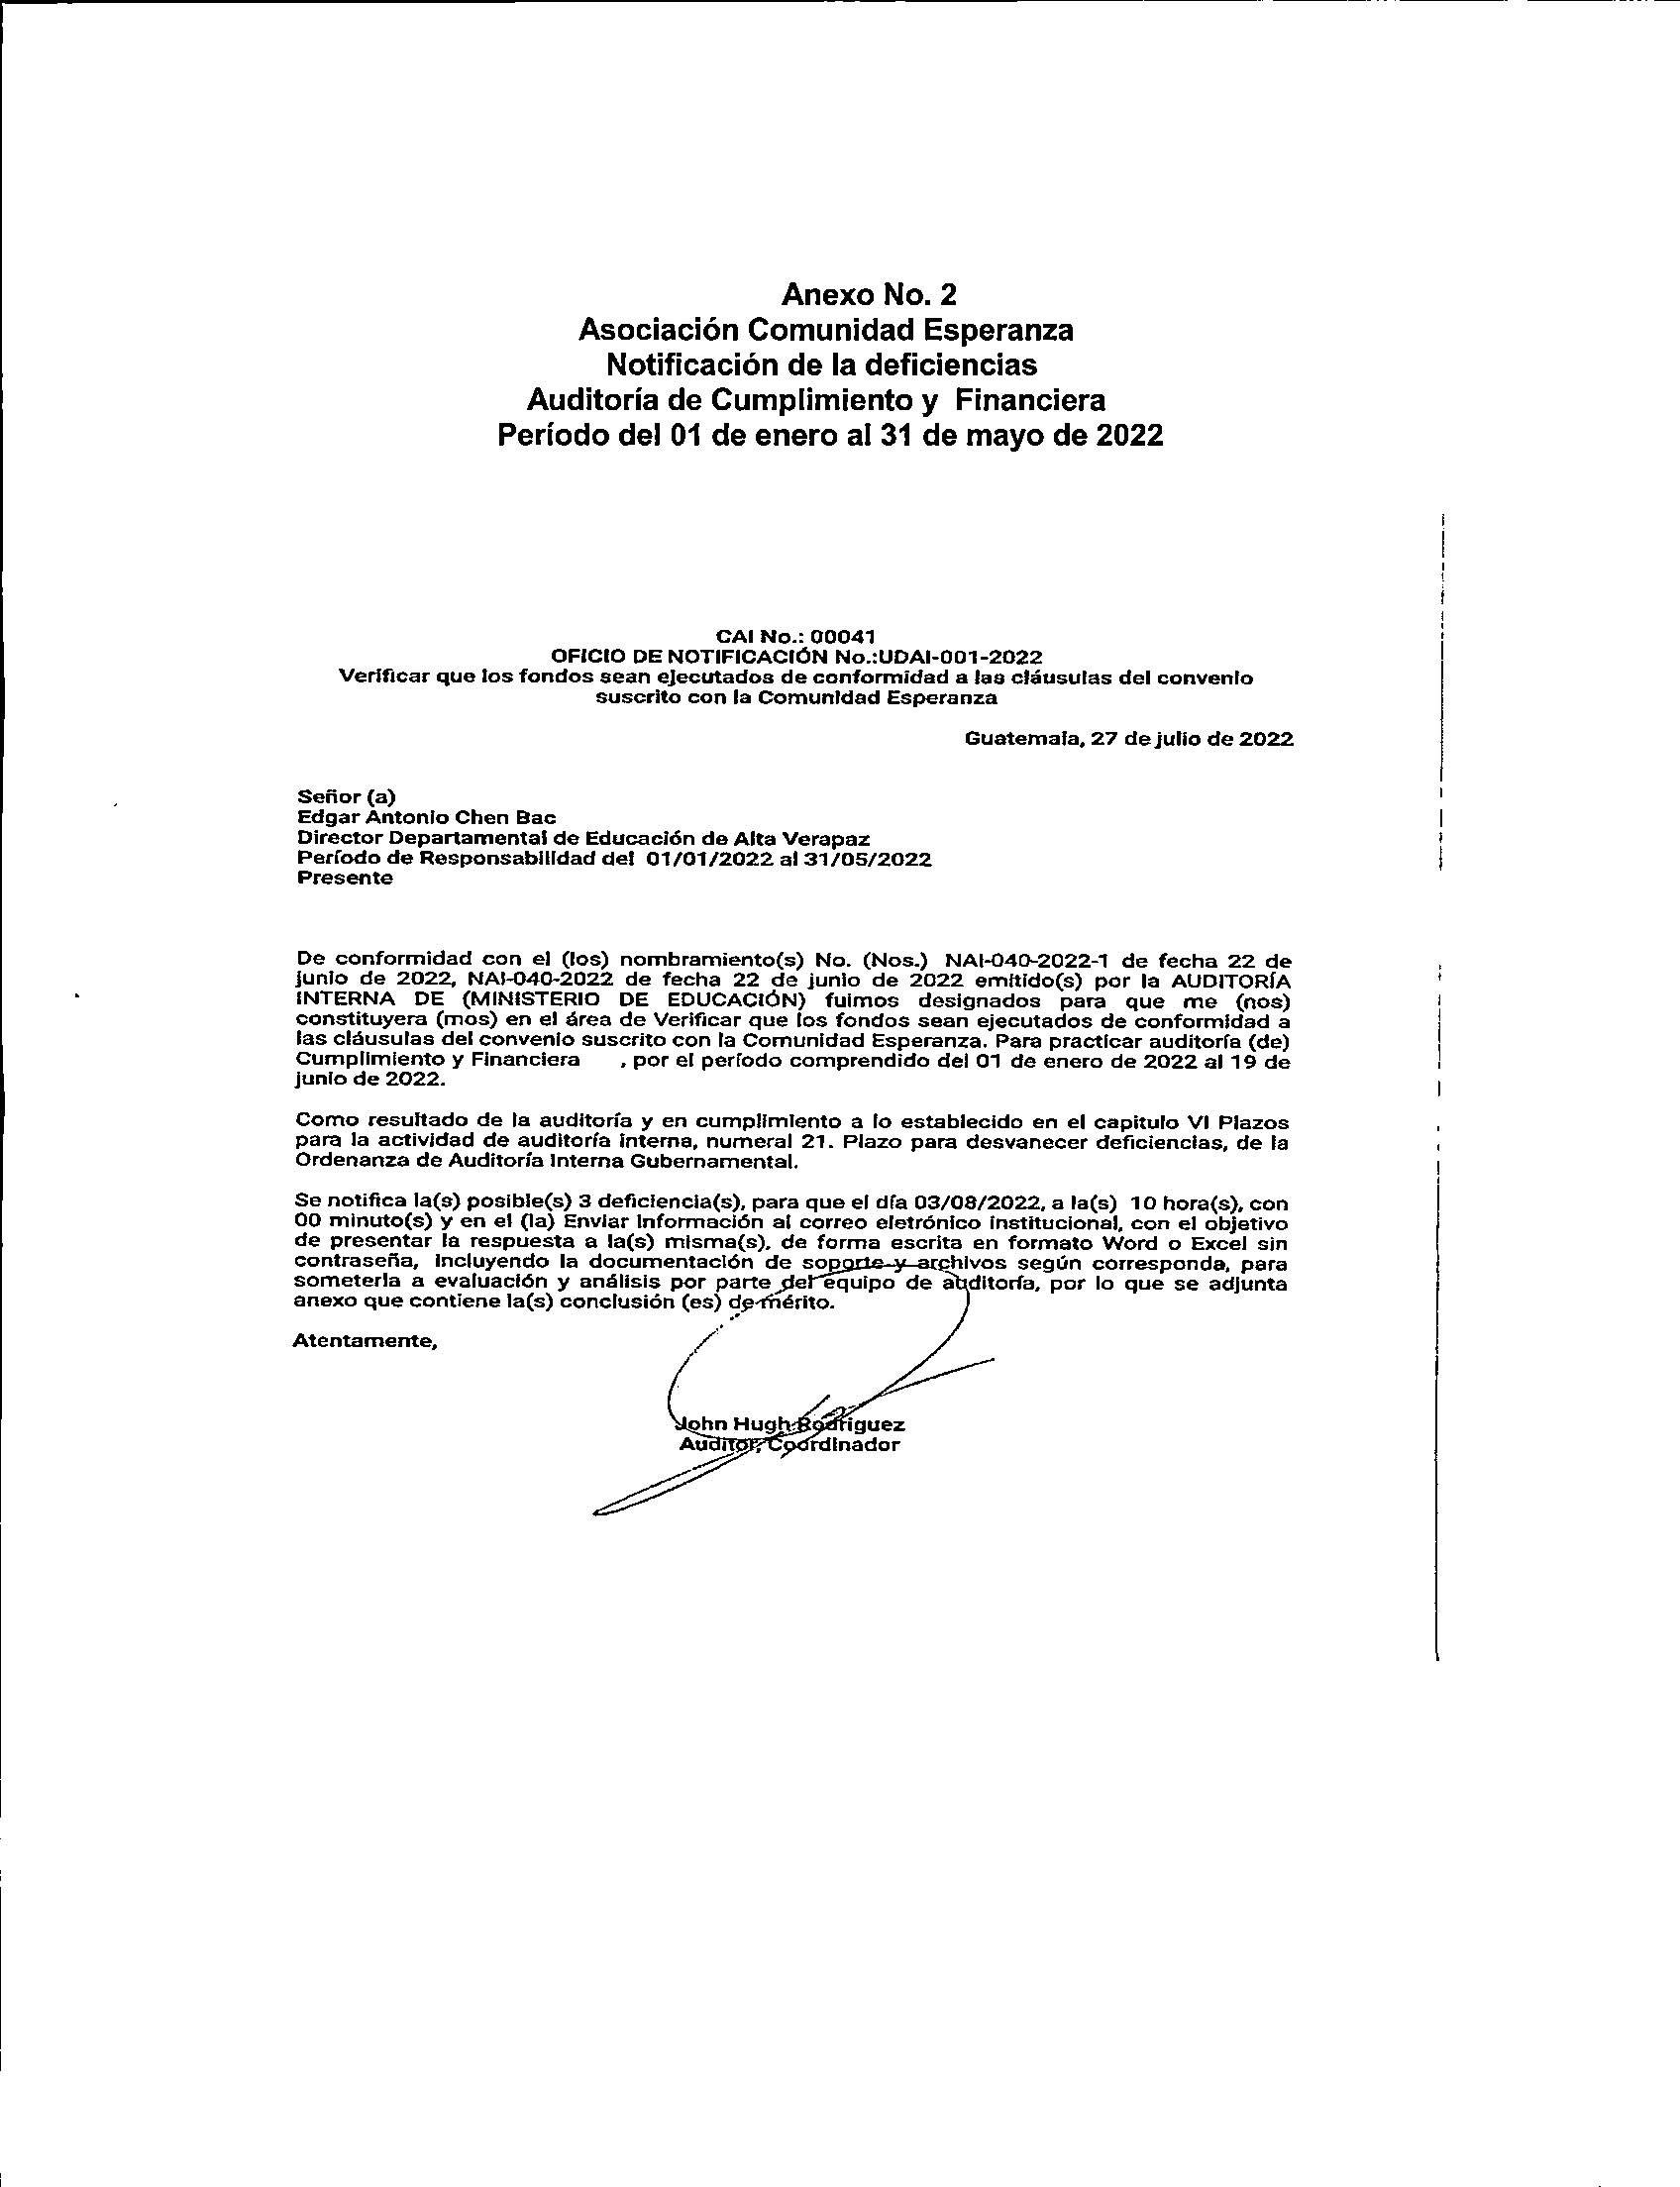 Anexo No. 2
Asociación Comunidad Esperanza
Notificación de la deficiencias
Auditoría de Cumplimiento y Financiera
Período del 01 de enero al 31 de mayo de 2022
CAI No.: 00041
OFICIO DE NOTIFICACIÓN No.:UDAI-001-2022
Verificar que los fondos sean ejecutados de conformidad a las cláusulas del convenio
suscrito con la Comunidad Esperanza
Guatemala, 27 de julio de 2022
Señor (a)
Edgar Antonio Chen Bac
Director Departamental de Educación de Alta Verapaz
Período de Responsabilidad del 01/01/2022 al 31/05/2022
Presente
De conformidad con el (los) nombramiento(s) No. (Nos.) NAI-040-2022-1 de fecha 22 de
junio de 2022, NAI-040-2022 de fecha 22 de junio de 2022 emitido(s) por la AUDITORÍA
INTERNA DE (MINISTERIO DE EDUCACIÓN) fuimos designados para que me (nos)
constituyera (mos) en el área de Verificar que los fondos sean ejecutados de conformidad a
las cláusulas del convenio suscrito con la Comunidad Esperanza. Para practicar auditoría (de)
Cumplimiento y Financiera , por el período comprendido del 01 de enero de 2022 al 19 de
junio de 2022.
Como resultado de la auditoría y en cumplimiento a lo establecido en el capitulo VI Plazos
para la actividad de auditoría interna, numeral 21. Plazo para desvanecer deficiencias, de la
Ordenanza de Auditoría Interna Gubernamental.
Se notifica la(s) posible(s) 3 deficiencia(s), para que el día 03/08/2022, a la(s) 10 hora(s), con
00 minuto(s) y en el (la) Enviar información al correo eletrónico institucional, con el objetivo
de presentar la respuesta a la(s) misma(s), de forma escrita en formato Word o Excel sin
contraseña, incluyendo la documentación de soporte y archivos según corresponda, para
someterla a evaluación y análisis por parte del equipo de auditoría, por lo que se adjunta
anexo que contiene la(s) conclusión (es) de mérito.
Atentamente,
John Hugh Rodriguez
Auditor, Coordinador